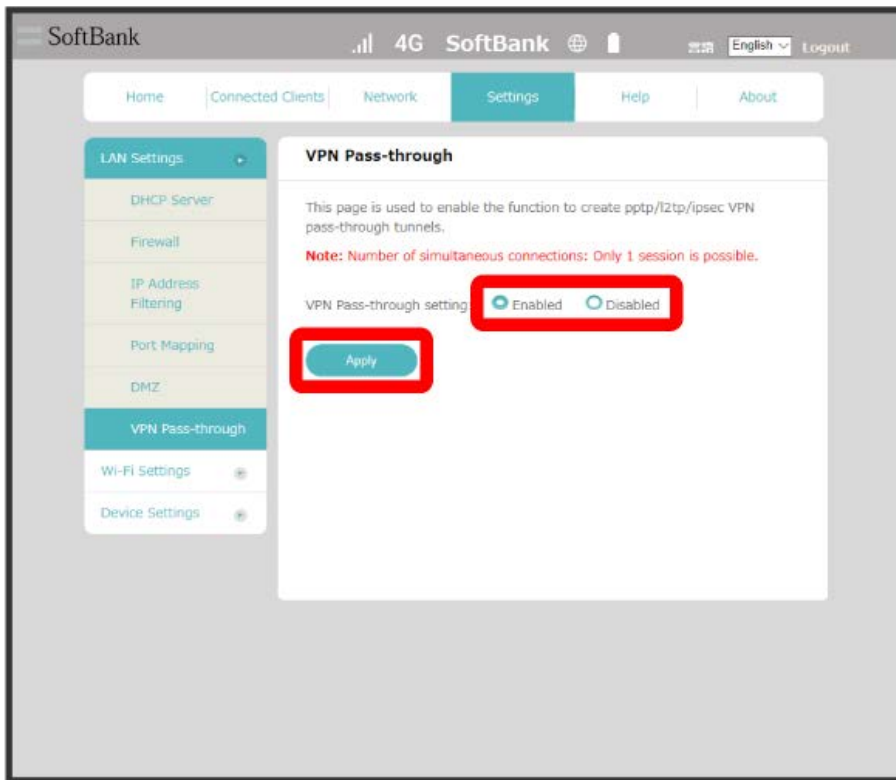 SoftBank
4G SoftBank
言語 English Logout
Home Connected Clients Network Settings Help About
LAN Settings
DHCP Server
Firewall
IP Address
Filtering
Port Mapping
DMZ
VPN Pass-through
Wi-Fi Settings
Device Settings
VPN Pass-through
This page is used to enable the function to create pptp/l2tp/ipsec VPN
pass-through tunnels.
Note: Number of simultaneous connections: Only 1 session is possible.
VPN Pass-through setting: Enabled Disabled
Apply